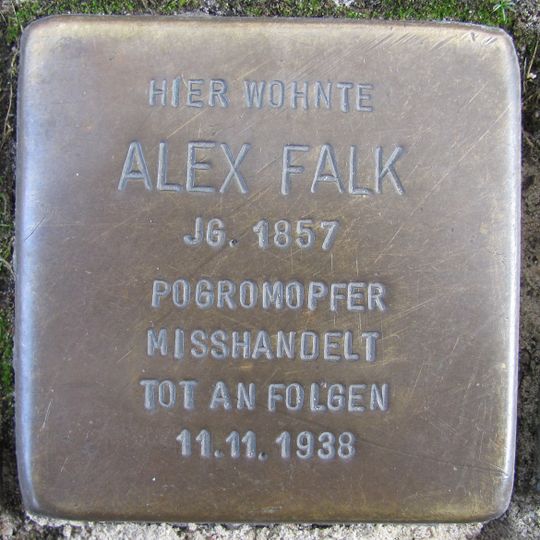 HIER WOHNTE
ALEX FALK
JG. 1857
POGROMOPFER
MISSHANDELT
TOT AN FOLGEN
11.11.1938